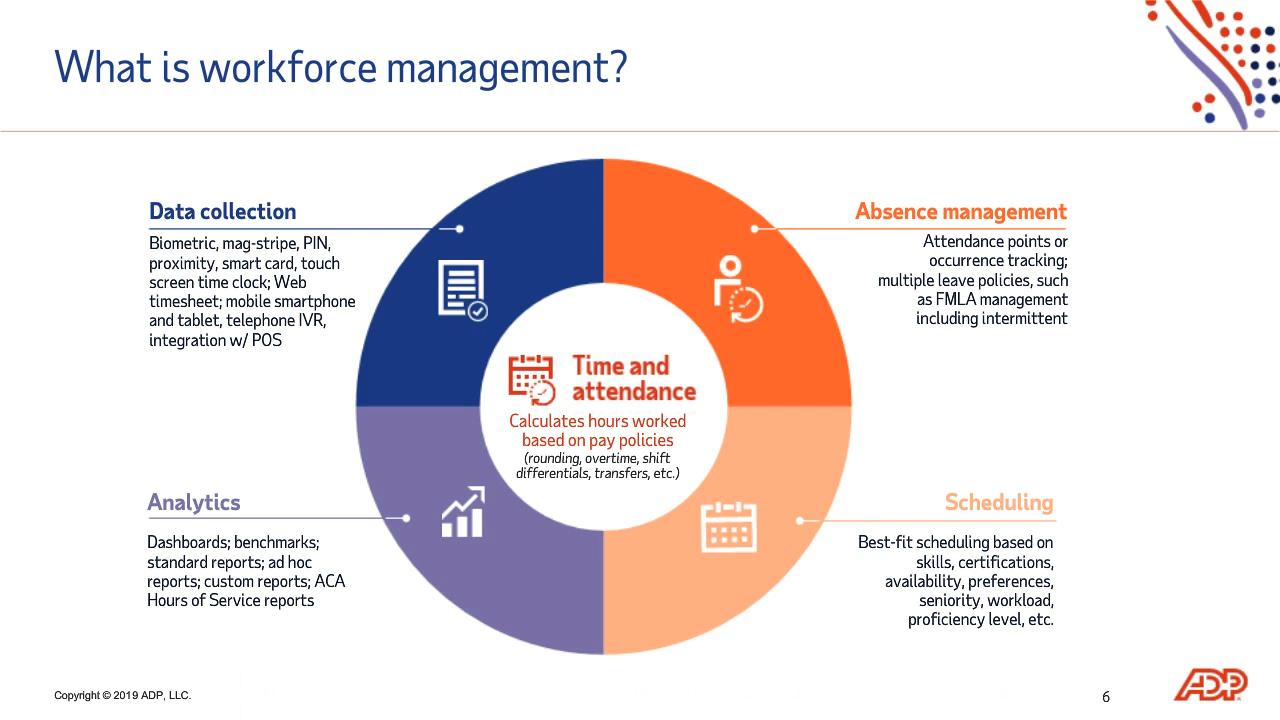 What is workforce management?
Data collection
Biometric, mag-stripe, PIN,
proximity, smart card, touch
screen time clock; Web
timesheet; mobile smartphone
and tablet, telephone IVR,
integration w/ POS
Absence management
Attendance points or
occurrence tracking;
multiple leave policies, such
as FMLA management
including intermittent
Time and
attendance
Calculates hours worked
based on pay policies
(rounding, overtime, shift
differentials, transfers, etc.)
Analytics
Dashboards; benchmarks;
standard reports; ad hoc
reports; custom reports; ACA
Hours of Service reports
Scheduling
Best-fit scheduling based on
skills, certifications,
availability, preferences,
seniority, workload,
proficiency level, etc.
Copyright © 2019 ADP, LLC.
6
ADP